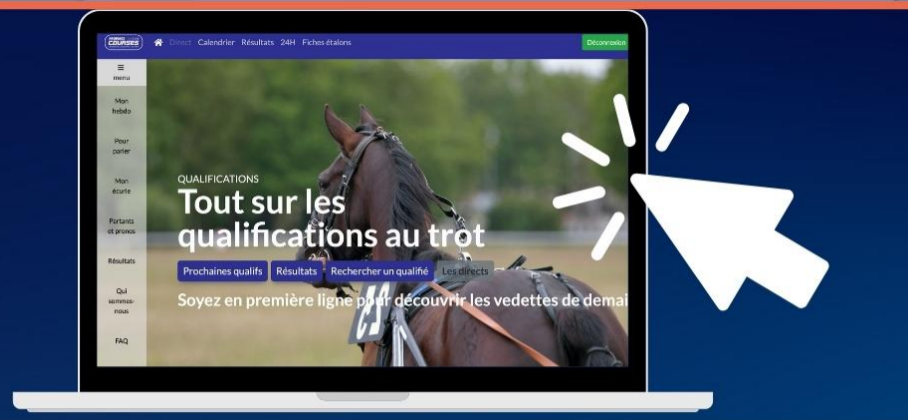 COURSES
Direct Calendrier Résultats 24H Fiches étalons
Déconnexion
menu
Mon
hebdo
Pour
parier
Mon
écurie
Partants
et pronos
Résultats
Qui
sommes-
nous
FAQ
QUALIFICATIONS
Tout sur les
qualifications au trot
Prochaines qualifs Résultats Rechercher un qualifié Les directs
Soyez en première ligne pour découvrir les vedettes de demai